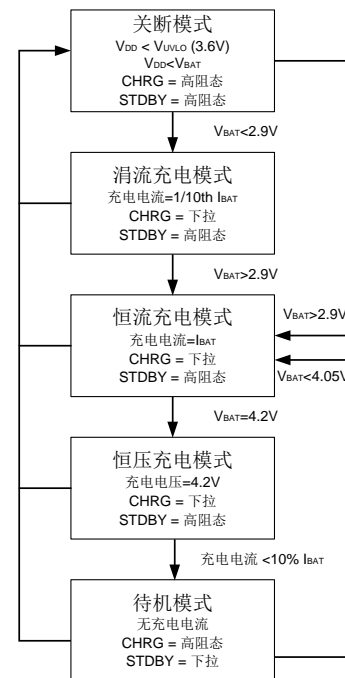 关断模式
VDD < VUVLO (3.6V)
VDD<VBAT
CHRG = 高阻态
STDBY = 高阻态
VBAT<2.9V
涓流充电模式
充电电流=1/10th IBAT
CHRG = 下拉
STDBY = 高阻态
VBAT>2.9V
恒流充电模式
充电电流=IBAT
CHRG = 下拉
STDBY = 高阻态
VBAT>2.9V
VBAT<4.05V
VBAT=4.2V
恒压充电模式
充电电压=4.2V
CHRG = 下拉
STDBY = 高阻态
充电电流 <10% IBAT
待机模式
无充电电流
CHRG = 高阻态
STDBY = 下拉